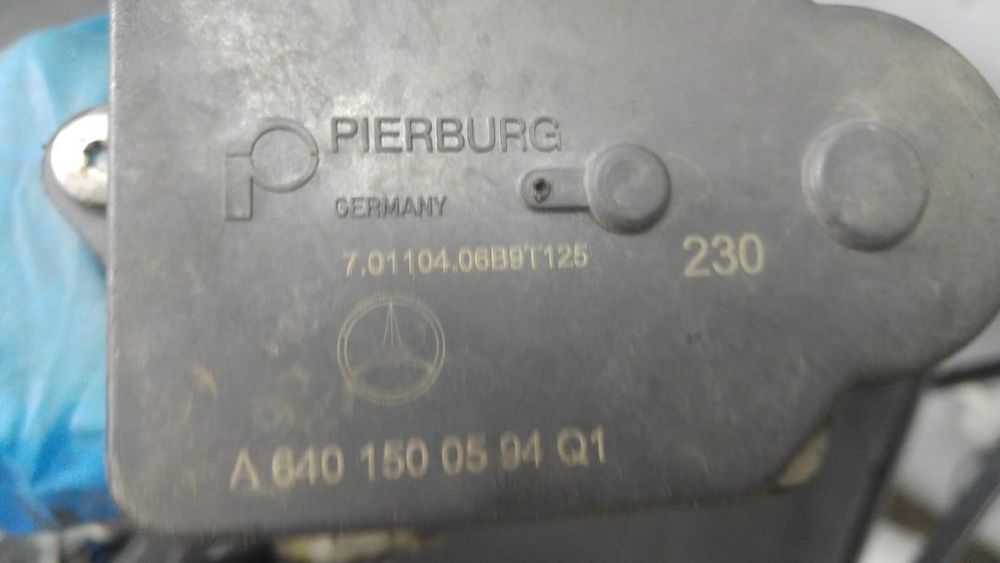 PIERBURG
GERMANY
7.01104.06B9T125
230
A 640 150 05 94 Q1